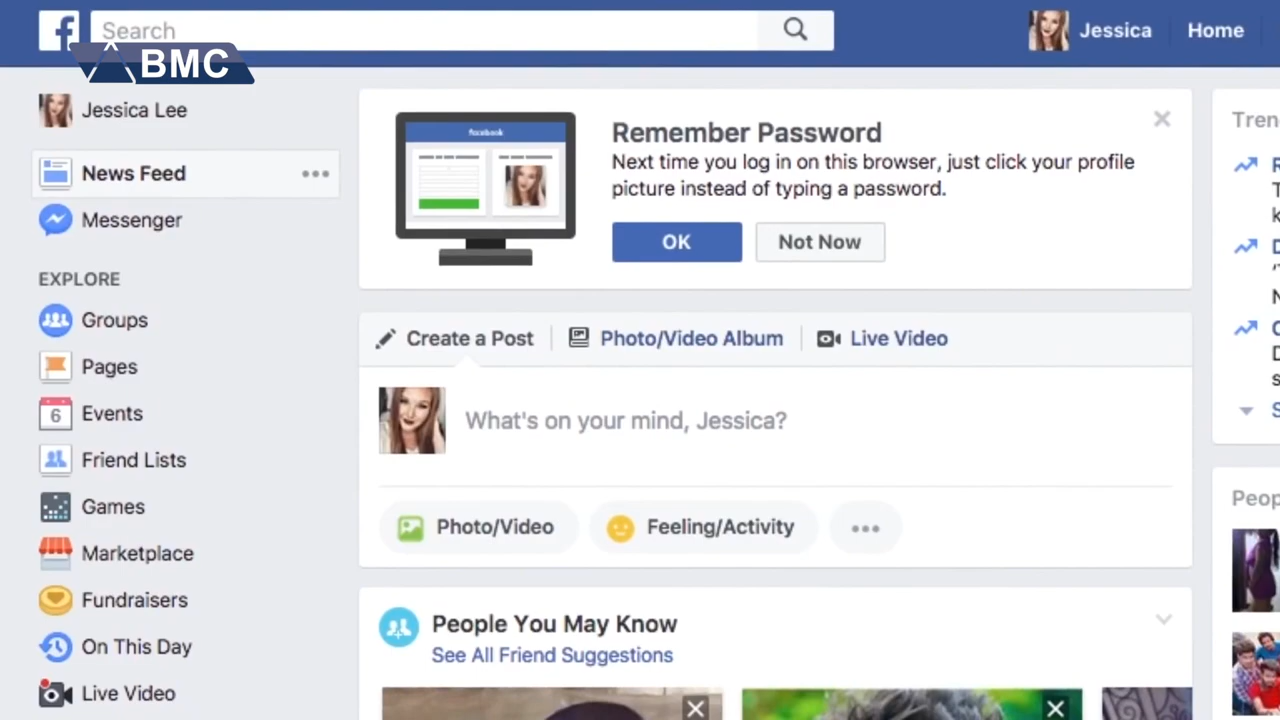 Search
Jessica
Home
BMC
Jessica Lee
News Feed
Messenger
EXPLORE
Groups
Pages
6
Events
Friend Lists
Games
Marketplace
Fundraisers
On This Day
Live Video
facebook
Remember Password
Next time you log in on this browser, just click your profile
picture instead of typing a password.
OK
Not Now
Create a Post
Photo/Video Album
Live Video
What's on your mind, Jessica?
Photo/Video
Feeling/Activity
People You May Know
See All Friend Suggestions
Tren
Peop